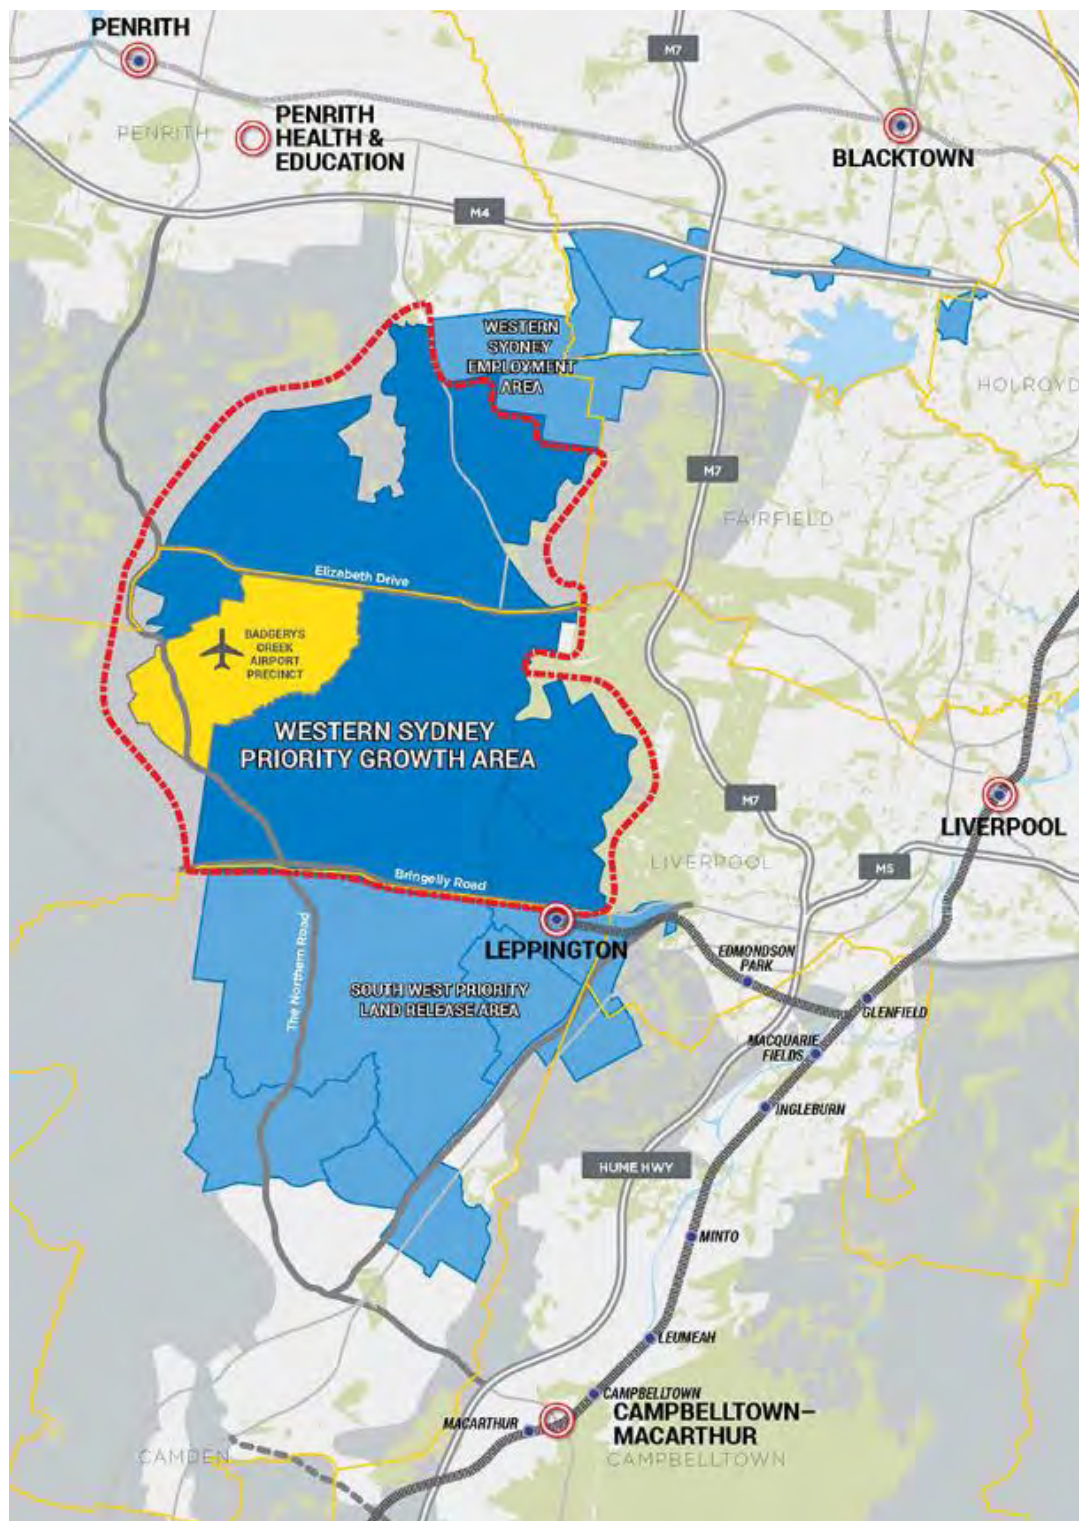 PENRITH
M7
PENRITH
HEALTH &
EDUCATION
PENRITH
BLACKTOWN
M4
WESTERN
SYDNEY
EMPLOYMENT
AREA
HOLROYD
M7
FAIRFIELD
Elizabeth Drive
BADGERYS
CREEK
AIRPORT
PRECINCT
WESTERN SYDNEY
PRIORITY GROWTH AREA
M7
LIVERPOOL
LIVERPOOL
M5
Bringelly Road
The Northern Road
LEPPINGTON
EDMONDSON
PARK
SOUTH WEST PRIORITY
LAND RELEASE AREA
GLENFIELD
MACQUARIE
FIELDS
INGLEBURN
HUME HWY
MINTO
LEUMEAH
CAMPBELLTOWN
MACARTHUR
CAMPBELLTOWN–
MACARTHUR
CAMDEN
CAMPBELLTOWN